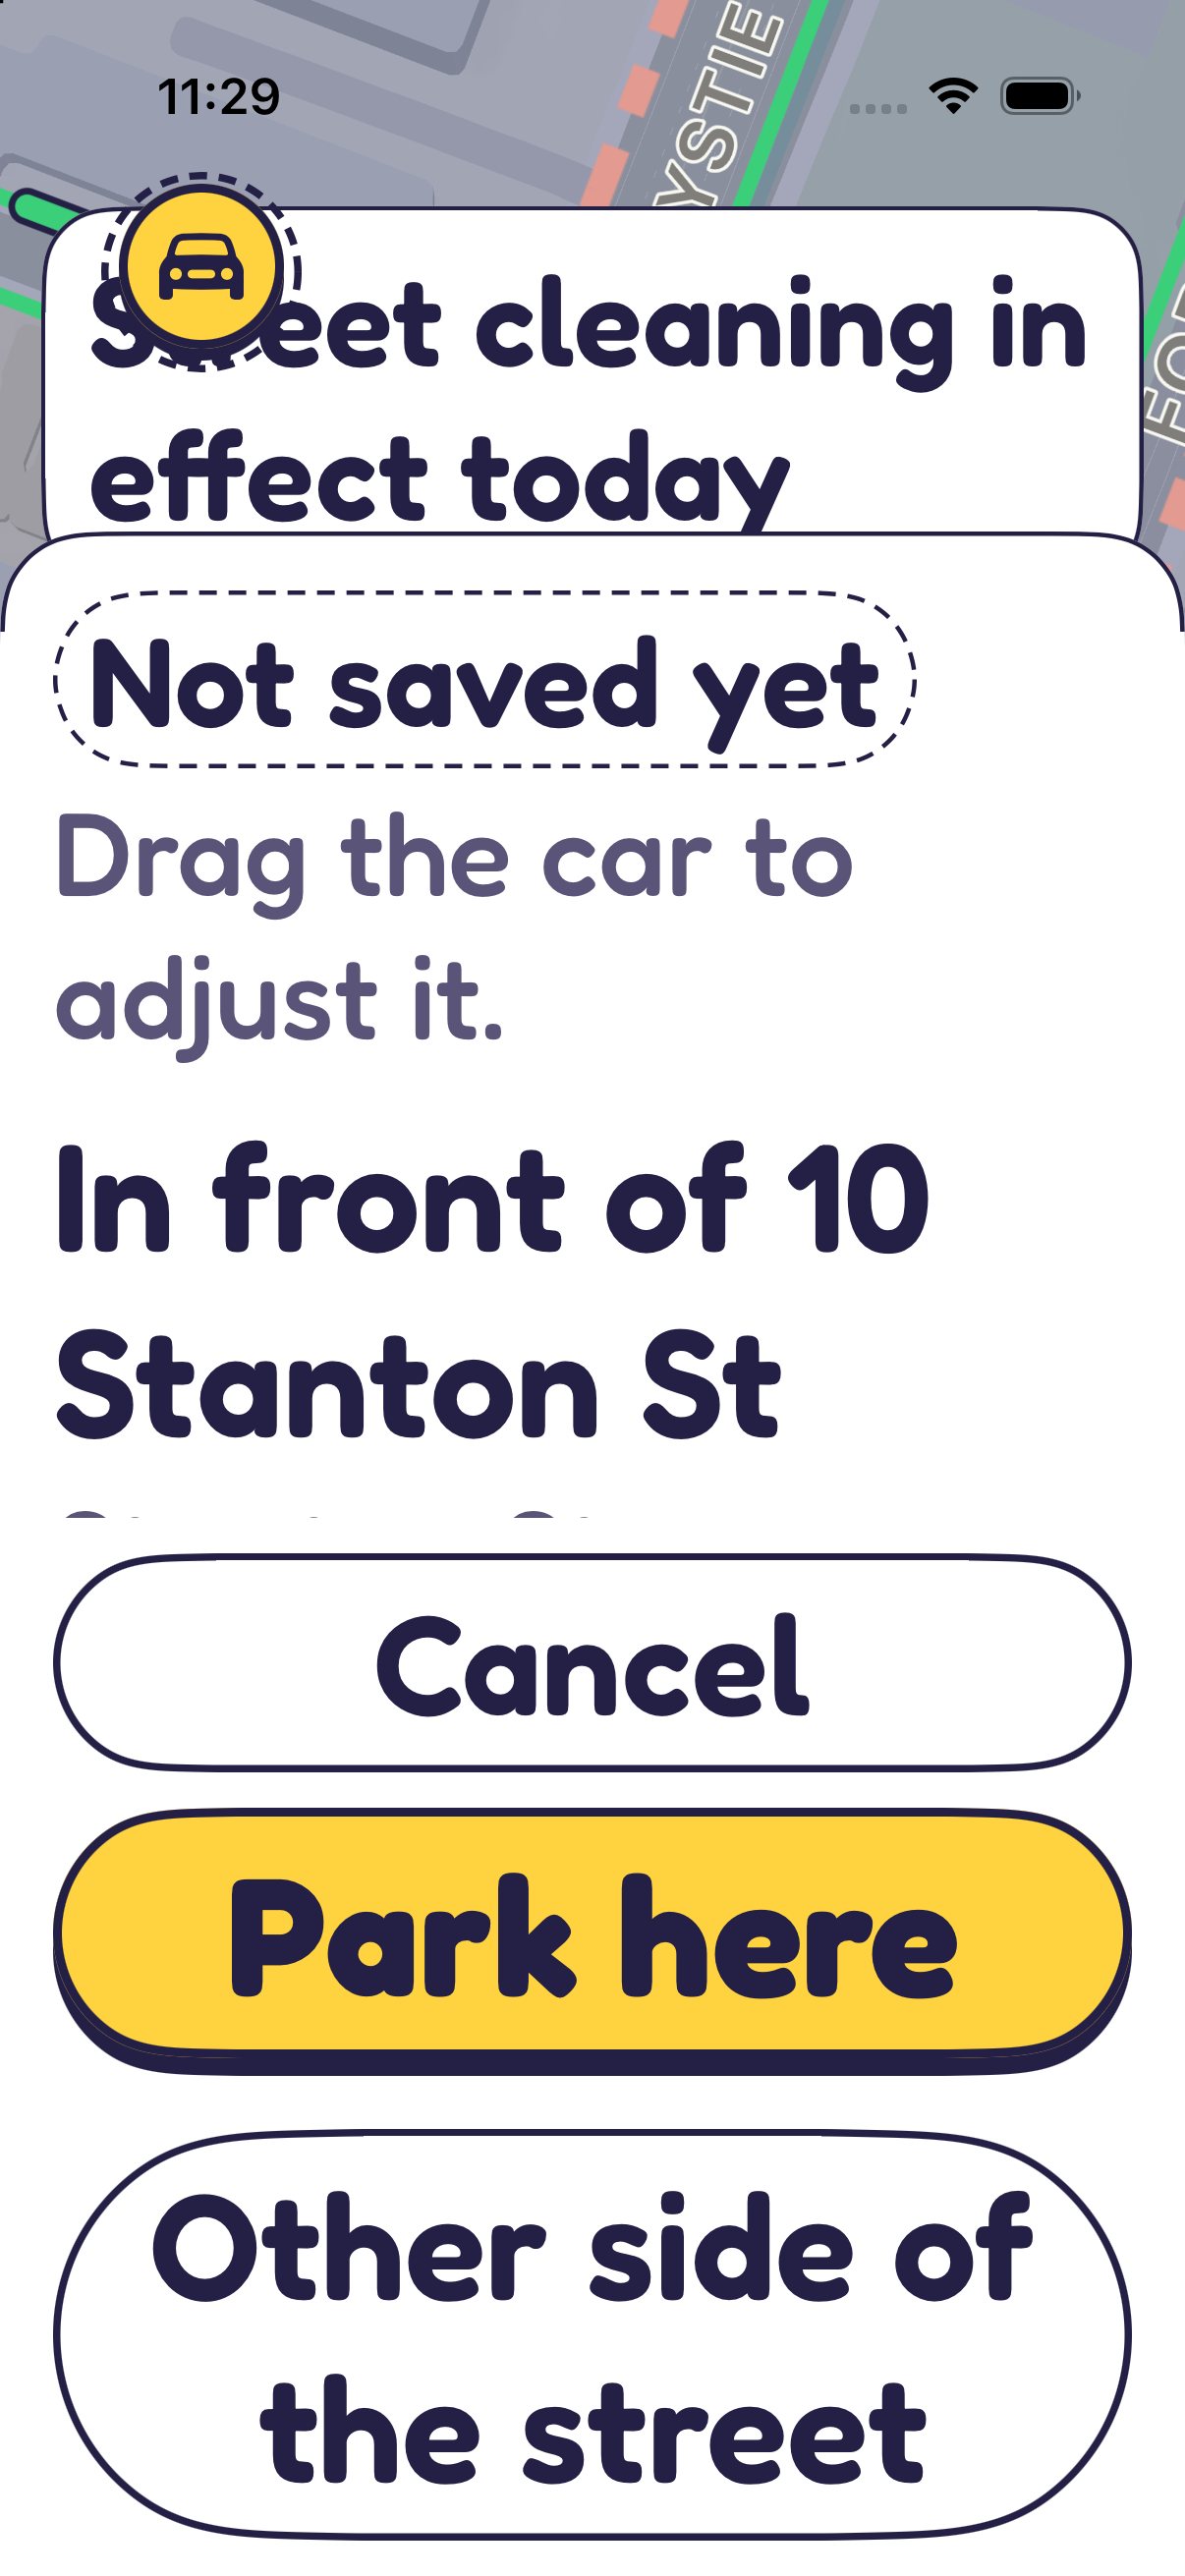 11:29
YSTIE
eet cleaning in
effect today
FO
Not saved yet
Drag the car to
adjust it.
In front of 10
Stanton St
Cancel
Park here
Other side of
the street